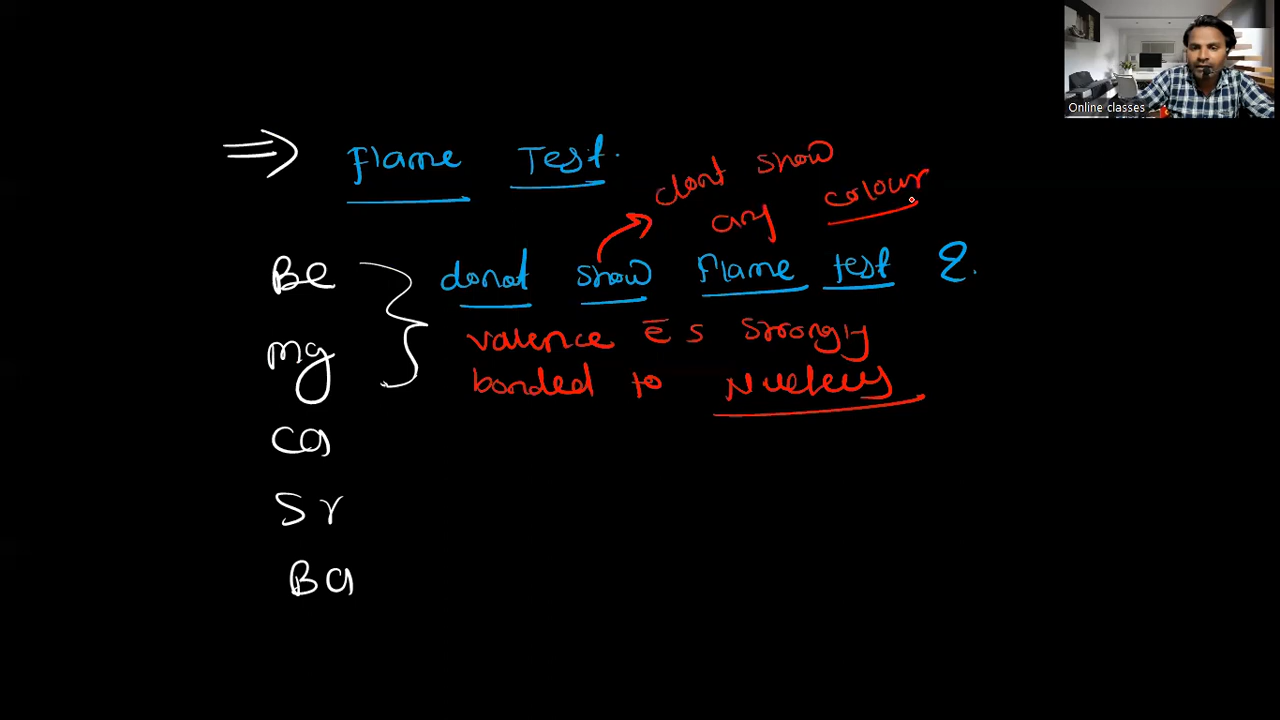 Online classes
⇒ Flame Test.
dont show
any colour
Be
donot show flame test &.
valence e̅s strongly
Mg
bonded to Nucleus
Ca
Sr
Ba